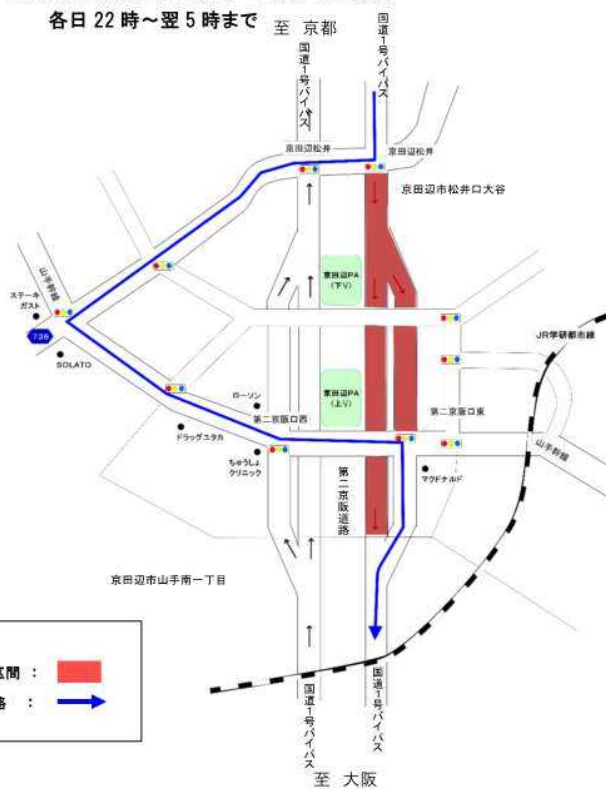 各日 22 時～翌 5 時まで
至 京都
国道1号バイパス
国道1号バイパス
京田辺松井
京田辺松井
京田辺市松井口大谷
山手幹線
京田辺PA
(下り)
ステーキ
ガスト
736
SOLATO
JR学研都市線
京田辺PA
(上り)
ローソン
第二京阪口西
第二京阪口東
ドラッグユタカ
ちゅうしょ
クリニック
山手幹線
マクドナルド
第二京阪道路
京田辺市山手南一丁目
区間 :
路 :
国道1号バイパス
国道1号バイパス
至 大阪